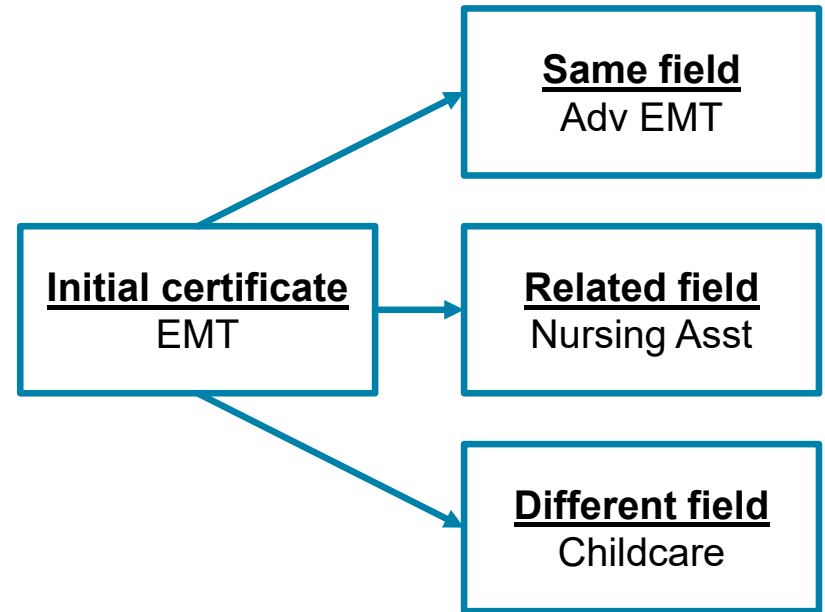 Same field
Adv EMT
Initial certificate
EMT
Related field
Nursing Asst
Different field
Childcare